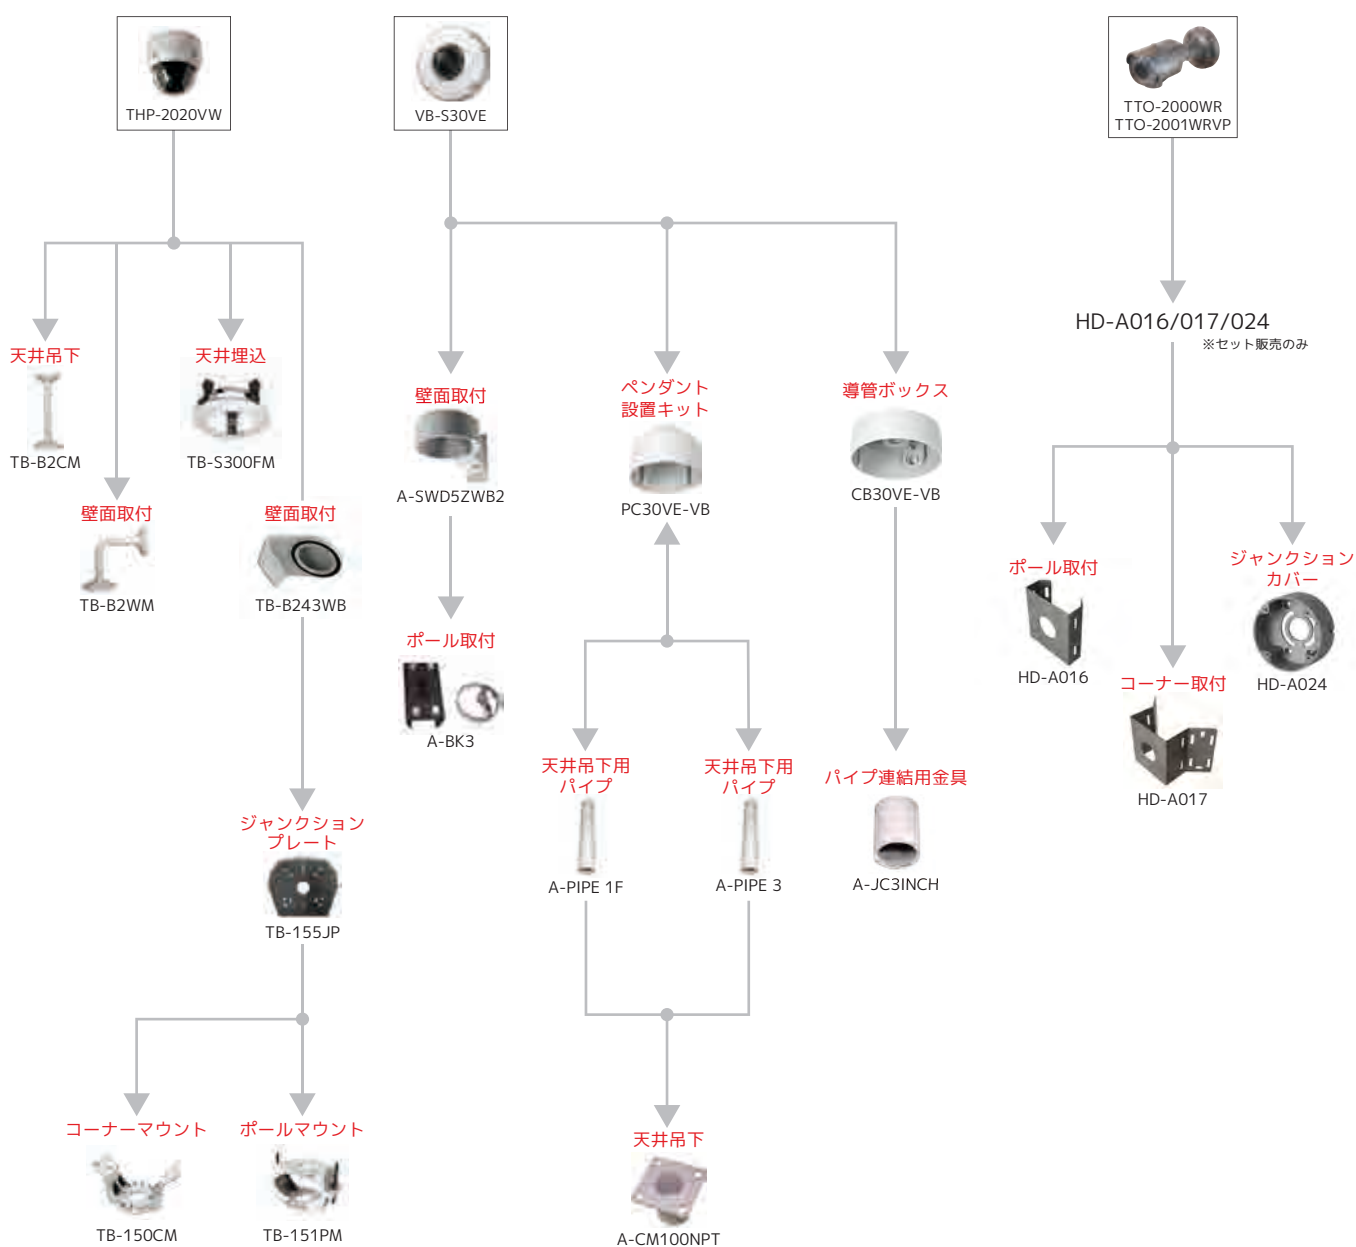 THP-2020VW
天井吊下
TB-B2CM
壁面取付
TB-B2WM
天井埋込
TB-S300FM
壁面取付
TB-B243WB
ジャンクション
プレート
TB-155JP
コーナーマウント
TB-150CM
ポールマウント
TB-151PM
VB-S30VE
壁面取付
A-SWD5ZWB2
ポール取付
A-BK3
ペンダント
設置キット
PC30VE-VB
天井吊下用
パイプ
A-PIPE 1F
天井吊下用
パイプ
A-PIPE 3
天井吊下
A-CM100NPT
導管ボックス
CB30VE-VB
パイプ連結用金具
A-JC3INCH
TTO-2000WR
TTO-2001WRVP
HD-A016/017/024
※セット販売のみ
ポール取付
HD-A016
コーナー取付
HD-A017
ジャンクション
カバー
HD-A024